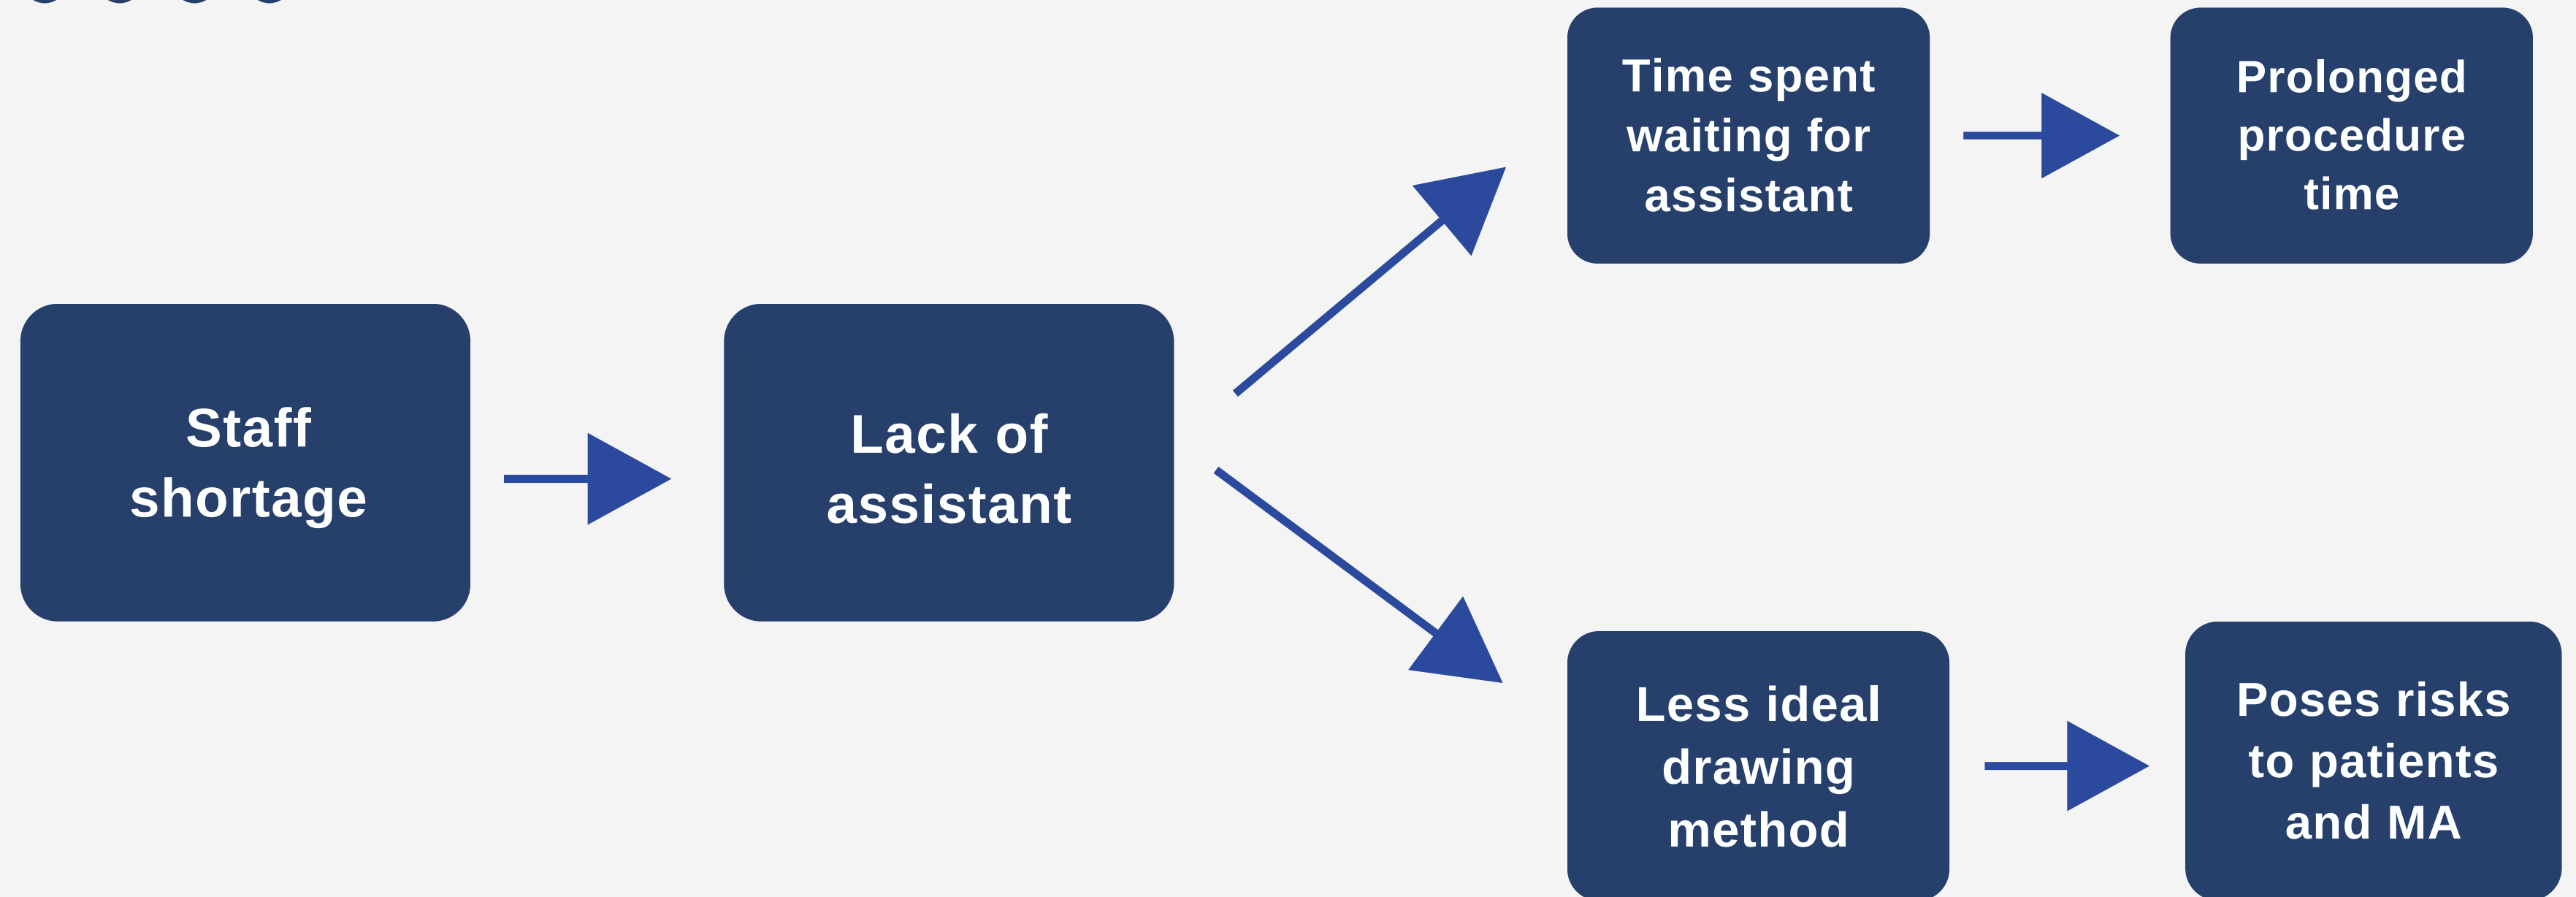 Staff
shortage
Lack of
assistant
Time spent
waiting for
assistant
Prolonged
procedure
time
Less ideal
drawing
method
Poses risks
to patients
and MA